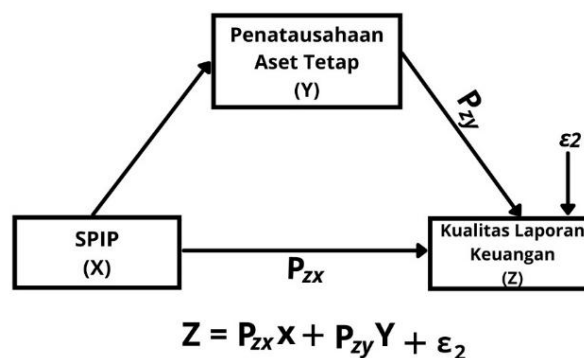 Penatausahaan
Aset Tetap
(Y)
Pzy
ε2
SPIP
(X)
Pzx
Kualitas Laporan
Keuangan
(Z)
Z = Pzxx + PzyY + ε2